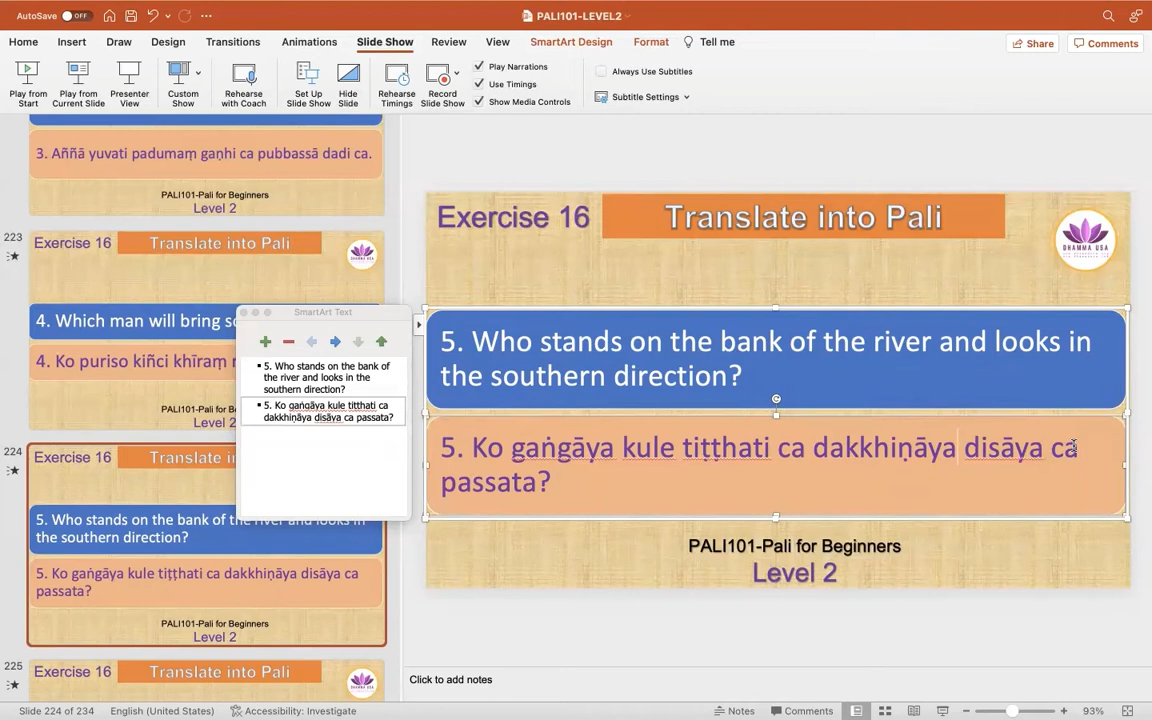 AutoSave OFF PALI101-LEVEL2
Home Insert Draw Design Transitions Animations Slide Show Review View SmartArt Design Format Tell me Share Comments
Play from Start Play from Current Slide Presenter View Custom Show Rehearse with Coach Set Up Slide Show Hide Slide Rehearse Timings Record Slide Show
Play Narrations
Use Timings
Show Media Controls
Always Use Subtitles
Subtitle Settings
3. Aññā yuvati padumaṃ gaṇhi ca pubbassā dadi ca.
PALI101-Pali for Beginners
Level 2
223
Exercise 16 Translate into Pali
4. Which man will bring so
4. Ko puriso kiñci khīraṃ
PALI101-Pali for B
Level 2
224
Exercise 16 Translate into Pali
5. Who stands on the bank of the river and looks in
the southern direction?
5. Ko gaṅgāya kule tiṭṭhati ca dakkhiṇāya disāya ca
passata?
PALI101-Pali for Beginners
Level 2
225
Exercise 16 Translate into Pali
SmartArt Text
5. Who stands on the bank of
the river and looks in the
southern direction?
5. Ko gaṅgāya kule tiṭṭhati ca
dakkhiṇāya disāya ca passata?
Exercise 16 Translate into Pali
DHAMMA USA
5. Who stands on the bank of the river and looks in
the southern direction?
5. Ko gaṅgāya kule tiṭṭhati ca dakkhiṇāya disāya ca
passata?
PALI101-Pali for Beginners
Level 2
Click to add notes
Slide 224 of 234 English (United States) Accessibility: Investigate Notes Comments 93%